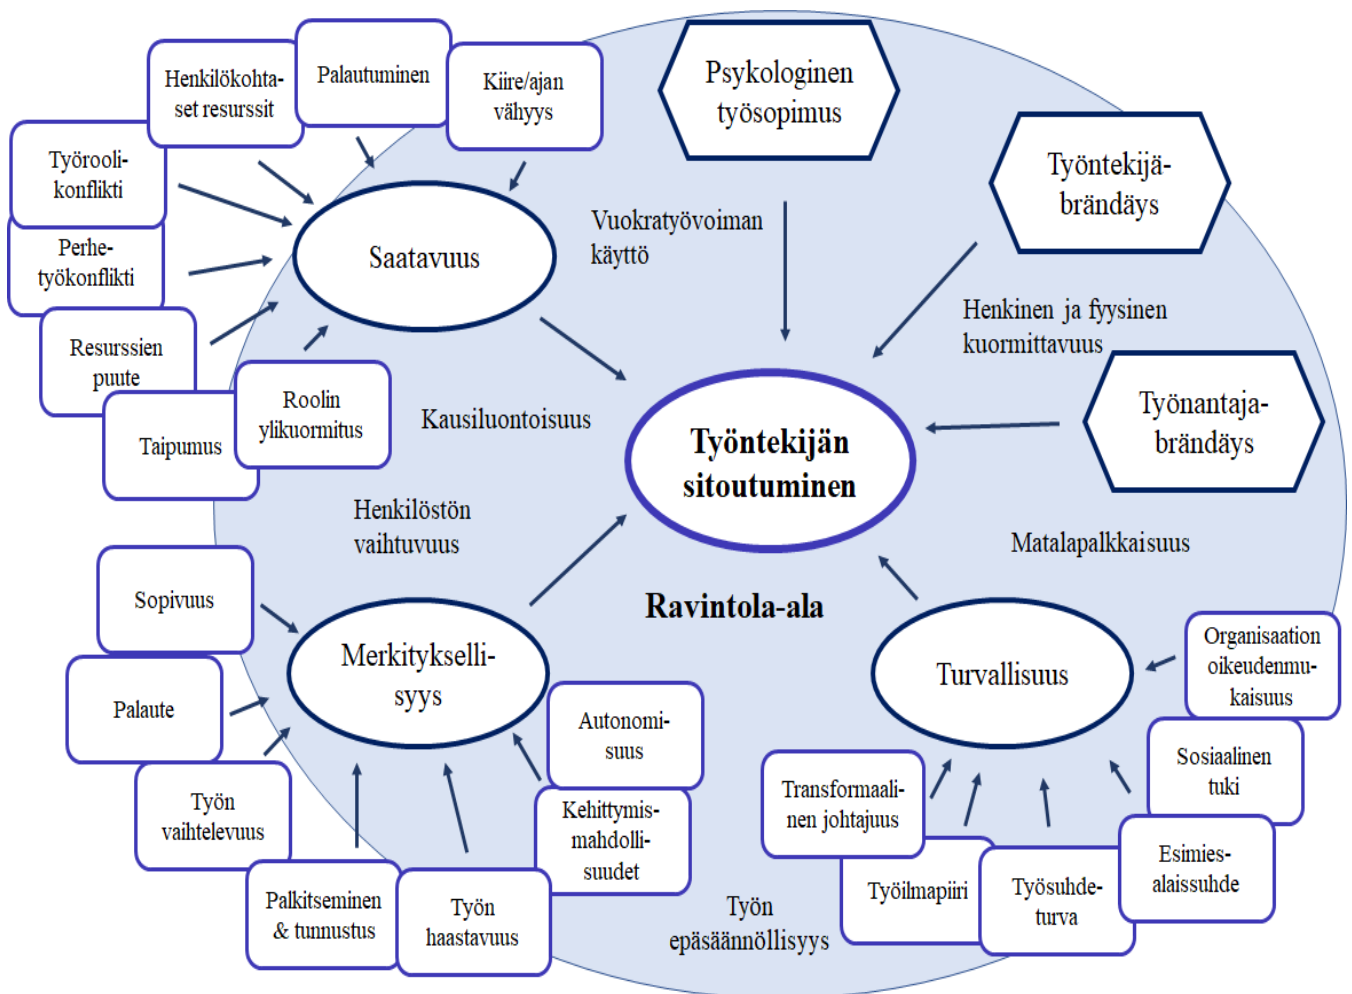 Henkilökohta-
set resurssit
Palautuminen
Kiire/ajan
vähyys
Psykologinen
työsopimus
Työrooli-
konflikti
Työntekijä-
brändäys
Perhe-
työkonflikti
Saatavuus
Vuokratyövoiman
käyttö
Resurssien
puute
Henkinen ja fyysinen
kuormittavuus
Taipumus
Roolin
ylikuormitus
Kausiluontoisuus
Työntekijän
sitoutuminen
Työnantaja-
brändäys
Henkilöstön
vaihtuvuus
Matalapalkkaisuus
Sopivuus
Ravintola-ala
Merkitykselli-
syys
Turvallisuus
Organisaation
oikeudenmu-
kaisuus
Palaute
Autonomi-
suus
Sosiaalinen
tuki
Työn
vaihtelevuus
Kehittymis-
mahdolli-
suudet
Transformaali-
nen johtajuus
Esimies-
alaissuhde
Palkitseminen
& tunnustus
Työn
haastavuus
Työilmapiiri
Työsuhde-
turva
Työn
epäsäännöllisyys